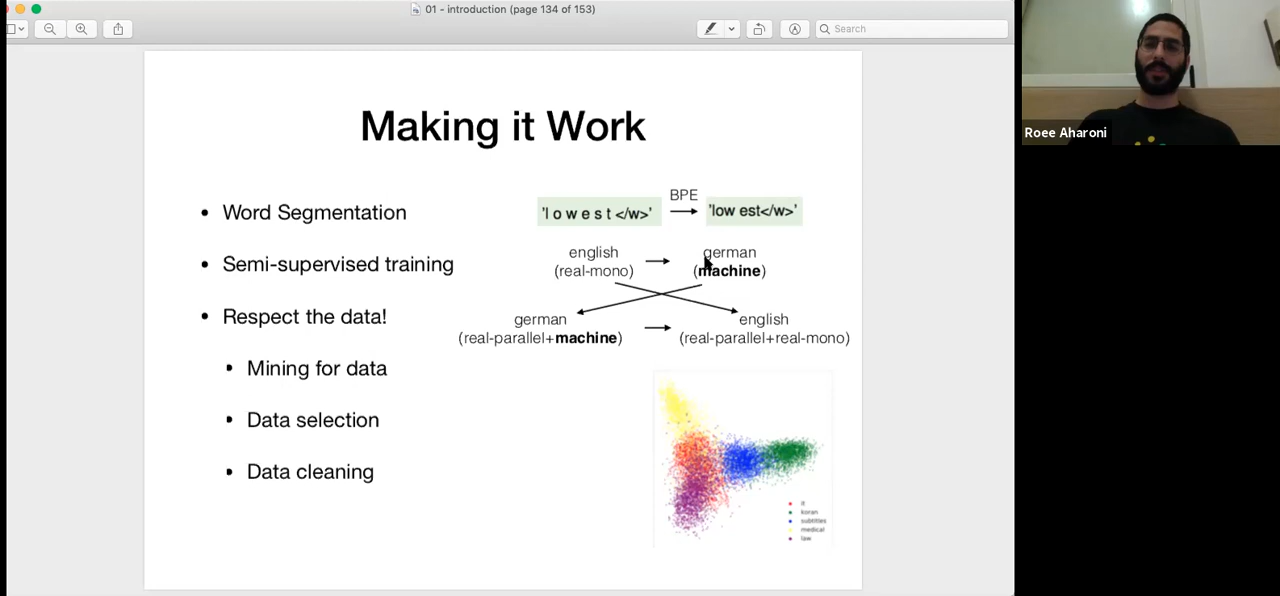 01 - introduction (page 134 of 153)
Search
Making it Work
• Word Segmentation
• Semi-supervised training
• Respect the data!
• Mining for data
• Data selection
• Data cleaning
BPE
'l o w e s t </w>'
'low est</w>'
english
(real-mono)
german
(machine)
german
(real-parallel+machine)
english
(real-parallel+real-mono)
it
koran
subtitles
medical
law
Roee Aharoni